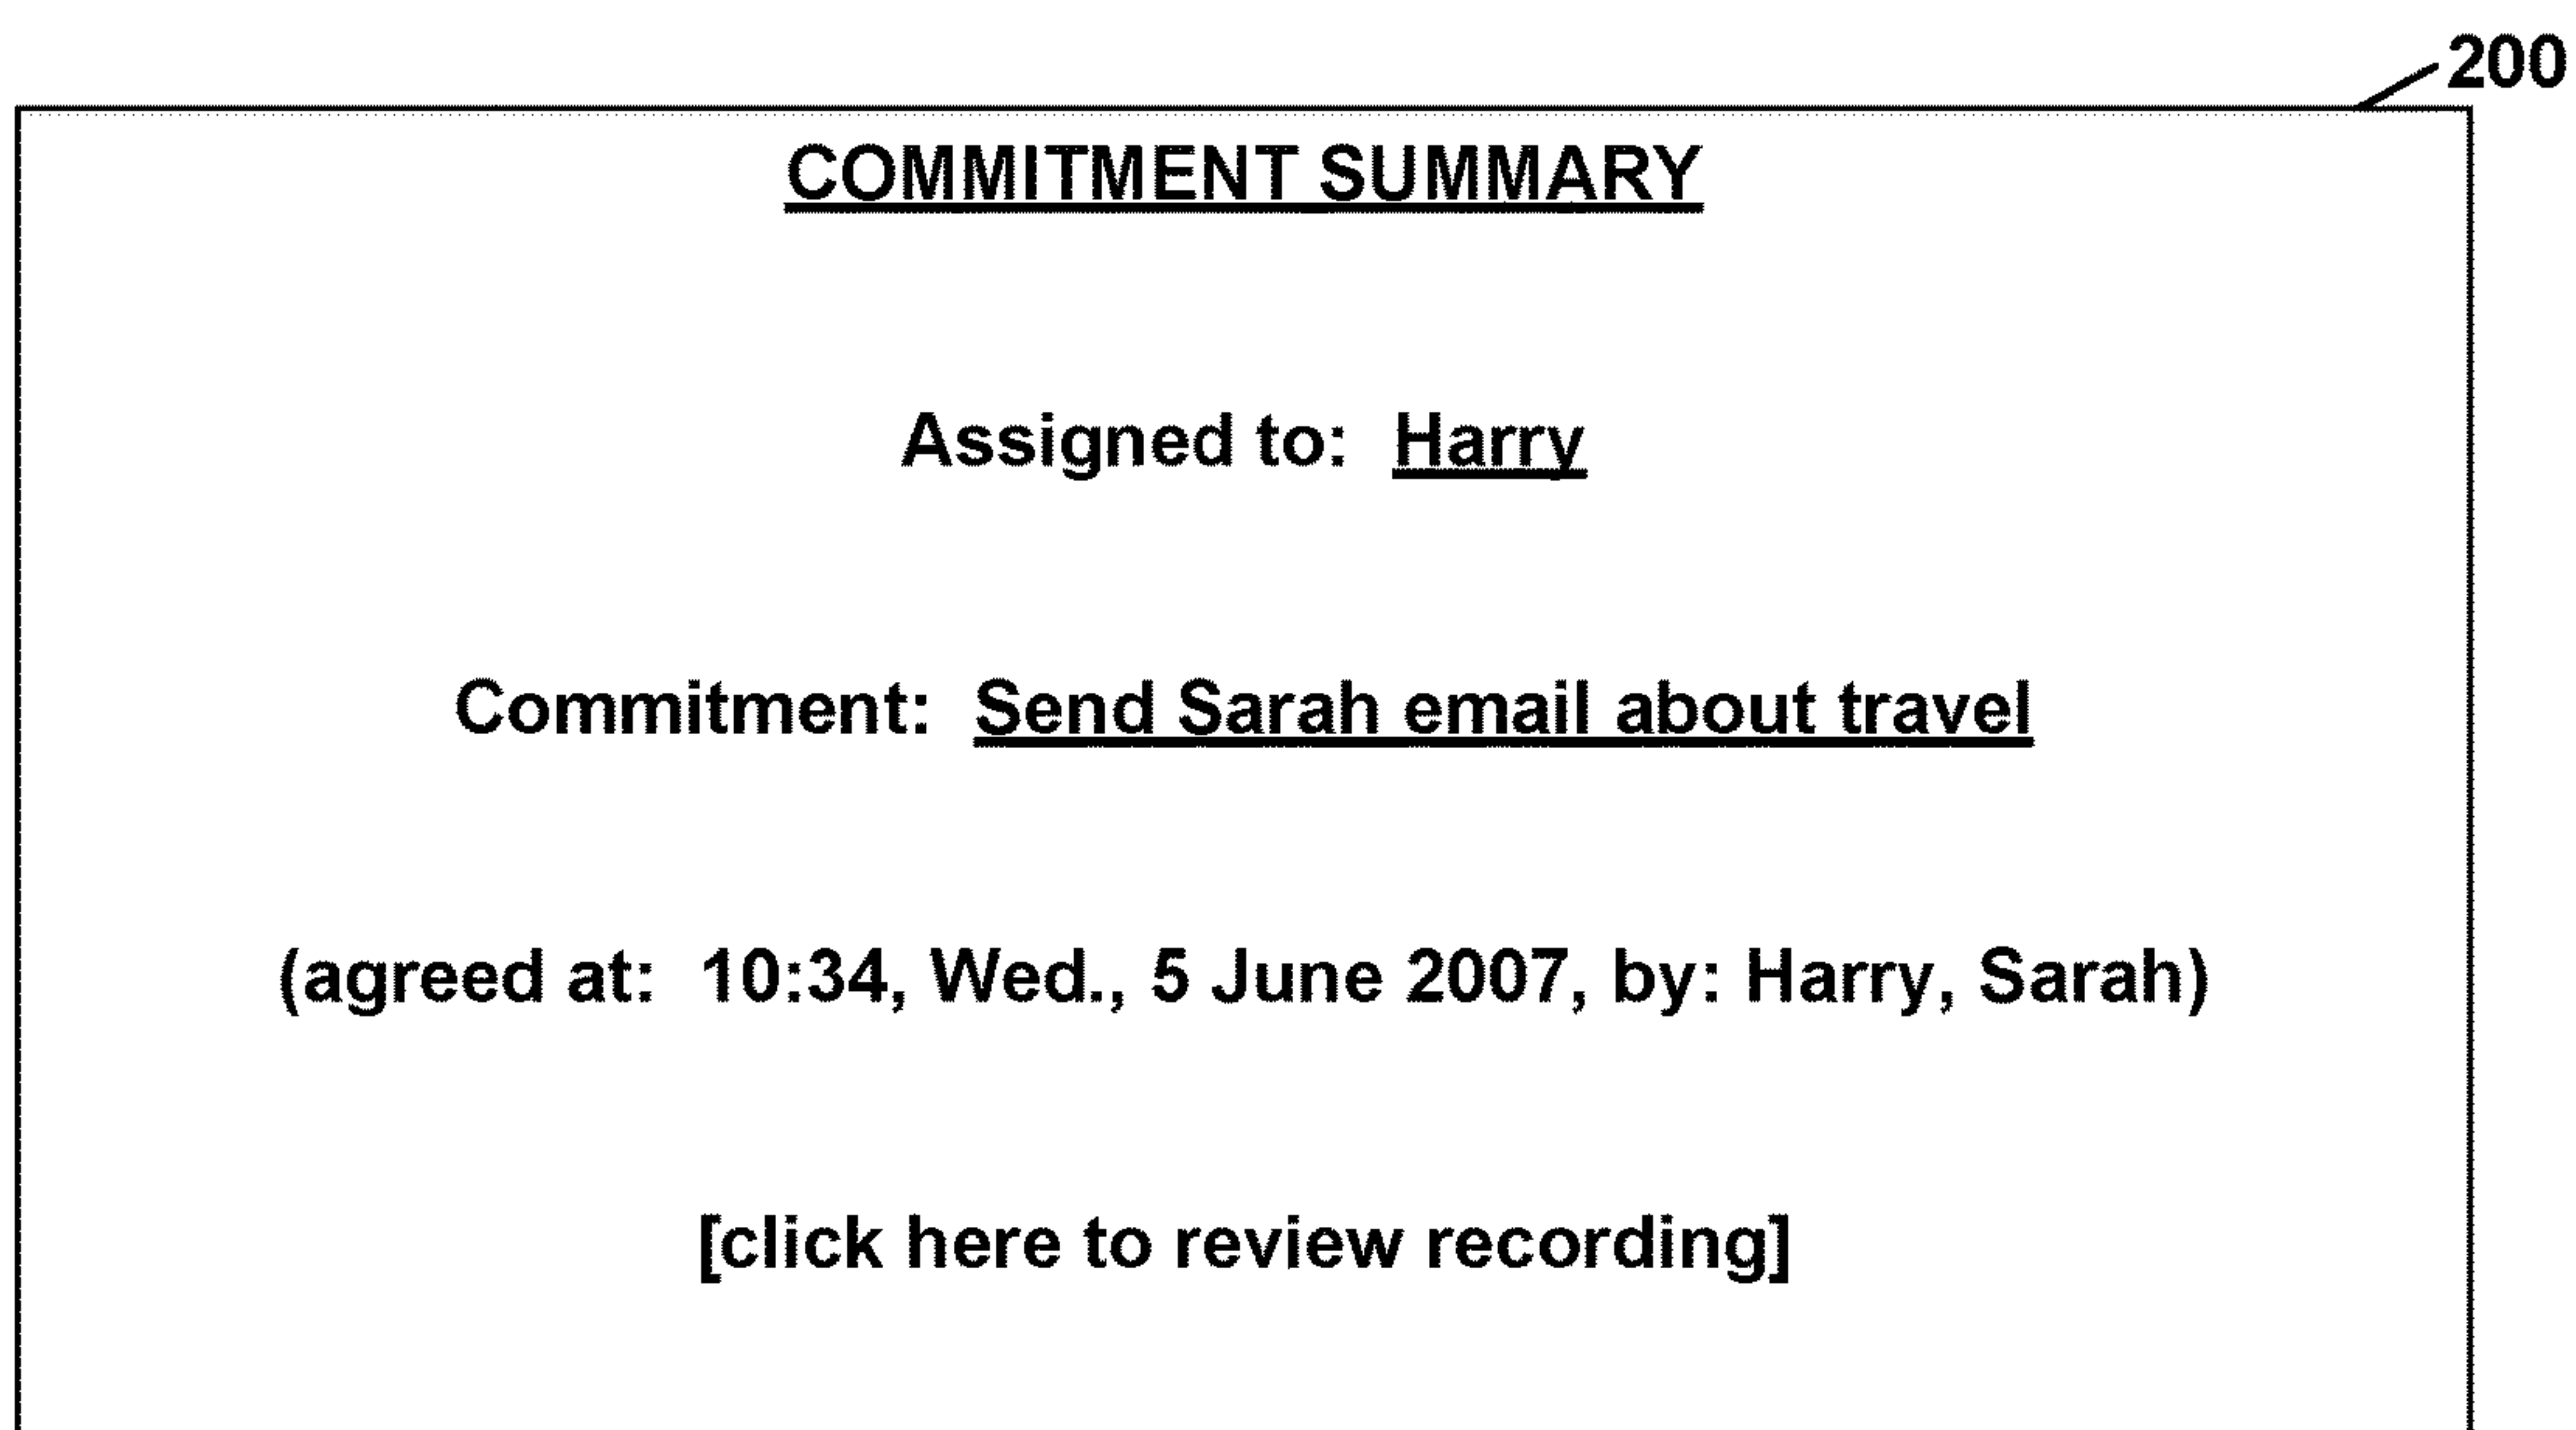 200
COMMITMENT SUMMARY
Assigned to: Harry
Commitment: Send Sarah email about travel
(agreed at: 10:34, Wed., 5 June 2007, by: Harry, Sarah)
[click here to review recording]